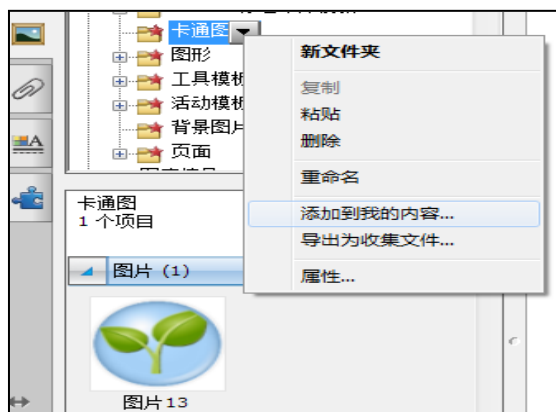 卡通图
图形
工具模板
活动模板
背景图片
页面
新文件夹
复制
粘贴
删除
重命名
添加到我的内容...
导出为收集文件...
属性...
A
卡通图
1 个项目
图片 (1)
图片13